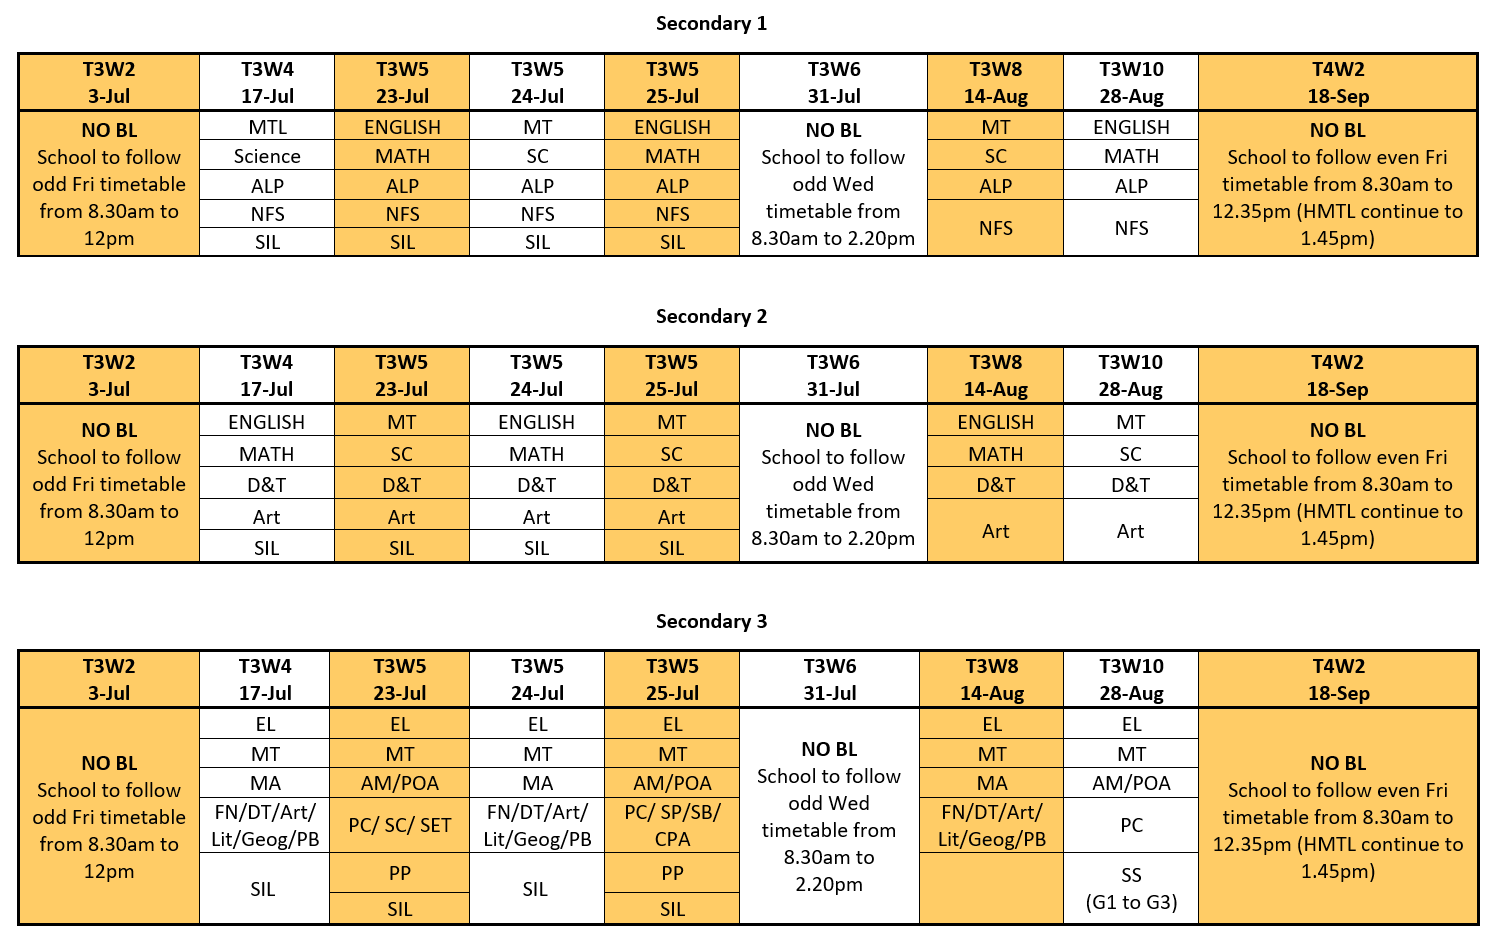 Secondary 1
T3W2 T3W4 T3W5 T3W5 T3W5 T3W6 T3W8 T3W10 T4W2
3-Jul 17-Jul 23-Jul 24-Jul 25-Jul 31-Jul 14-Aug 28-Aug 18-Sep
NO BL
School to follow
odd Fri timetable
from 8.30am to
12pm
MTL
Science
ALP
NFS
SIL
ENGLISH
MATH
ALP
NFS
SIL
MT
SC
ALP
NFS
SIL
ENGLISH
MATH
ALP
NFS
SIL
NO BL
School to follow
odd Wed
timetable from
8.30am to 2.20pm
MT
SC
ALP
NFS
ENGLISH
MATH
ALP
NFS
NO BL
School to follow even Fri
timetable from 8.30am to
12.35pm (HMTL continue to
1.45pm)
Secondary 2
T3W2 T3W4 T3W5 T3W5 T3W5 T3W6 T3W8 T3W10 T4W2
3-Jul 17-Jul 23-Jul 24-Jul 25-Jul 31-Jul 14-Aug 28-Aug 18-Sep
NO BL
School to follow
odd Fri timetable
from 8.30am to
12pm
ENGLISH
MATH
D&T
Art
SIL
MT
SC
D&T
Art
SIL
ENGLISH
MATH
D&T
Art
SIL
MT
SC
D&T
Art
SIL
NO BL
School to follow
odd Wed
timetable from
8.30am to 2.20pm
ENGLISH
MATH
D&T
Art
MT
SC
D&T
Art
NO BL
School to follow even Fri
timetable from 8.30am to
12.35pm (HMTL continue to
1.45pm)
Secondary 3
T3W2 T3W4 T3W5 T3W5 T3W5 T3W6 T3W8 T3W10 T4W2
3-Jul 17-Jul 23-Jul 24-Jul 25-Jul 31-Jul 14-Aug 28-Aug 18-Sep
NO BL
School to follow
odd Fri timetable
from 8.30am to
12pm
EL
MT
MA
FN/DT/Art/
Lit/Geog/PB
SIL
EL
MT
AM/POA
PC/ SC/ SET
PP
SIL
EL
MT
MA
FN/DT/Art/
Lit/Geog/PB
SIL
EL
MT
AM/POA
PC/ SP/SB/
CPA
PP
SIL
NO BL
School to follow
odd Wed
timetable from
8.30am to
2.20pm
EL
MT
MA
FN/DT/Art/
Lit/Geog/PB
EL
MT
AM/POA
PC
SS
(G1 to G3)
NO BL
School to follow even Fri
timetable from 8.30am to
12.35pm (HMTL continue to
1.45pm)